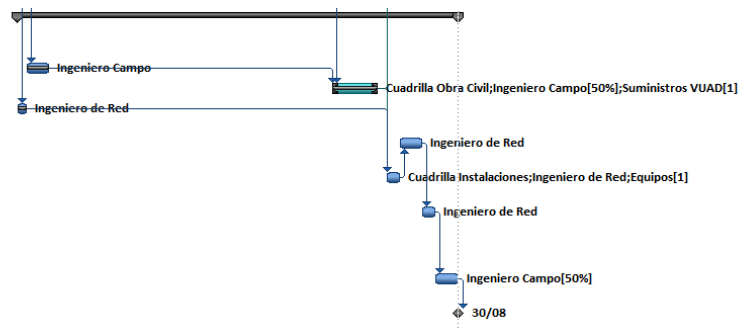 Ingeniero Campo
Cuadrilla Obra Civil;Ingeniero Campo[50%];Suministros VUAD[1]
Ingeniero de Red
Ingeniero de Red
Cuadrilla Instalaciones;Ingeniero de Red;Equipos[1]
Ingeniero de Red
Ingeniero Campo[50%]
30/08